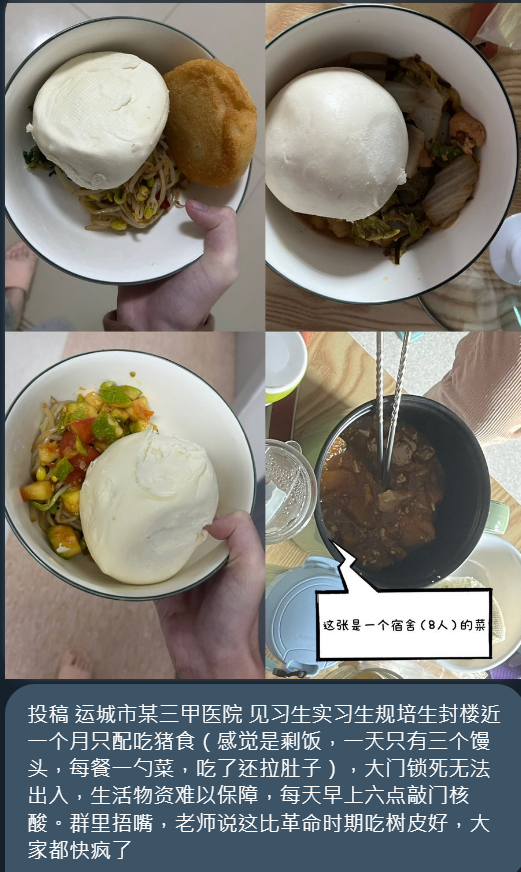 这张是一个宿舍(8人)的菜
投稿 运城市某三甲医院 见习生实习生规培生封楼近
一个月只配吃猪食(感觉是剩饭,一天只有三个馒
头,每餐一勺菜,吃了还拉肚子),大门锁死无法
出入,生活物资难以保障,每天早上六点敲门核
酸。群里捂嘴,老师说这比革命时期吃树皮好,大
家都快疯了